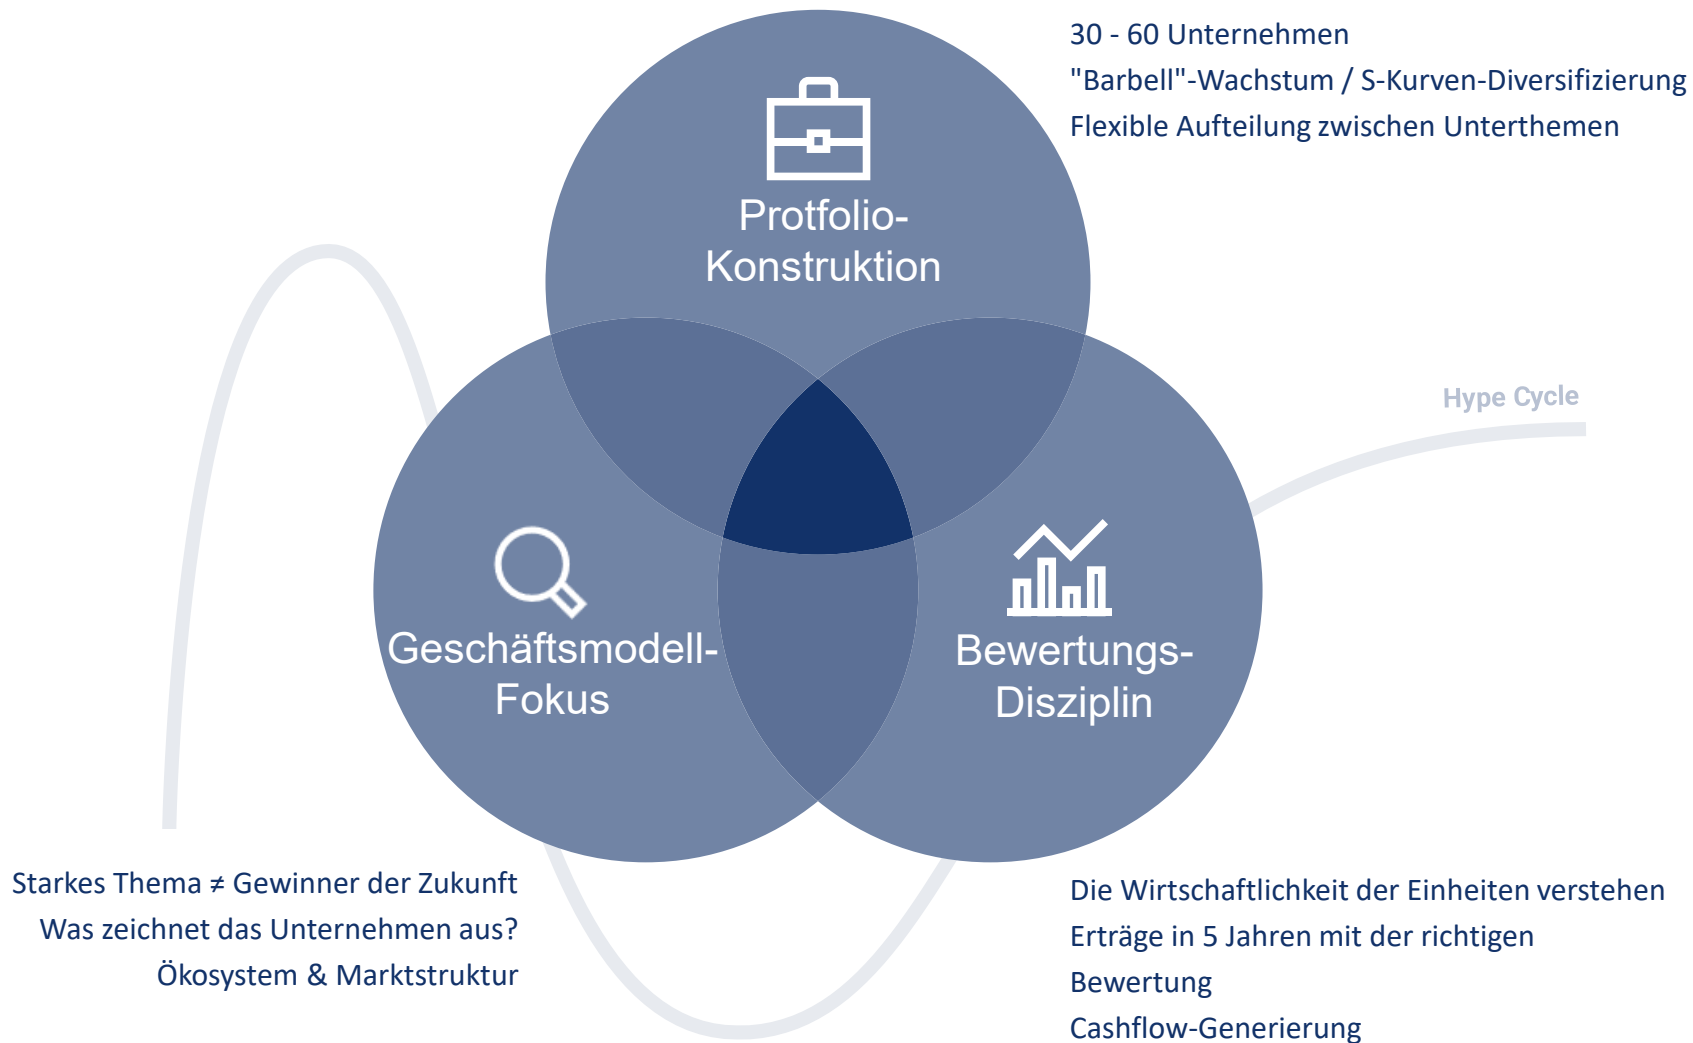 30 - 60 Unternehmen
"Barbell"-Wachstum / S-Kurven-Diversifizierung
Flexible Aufteilung zwischen Unterthemen
Protfolio-
Konstruktion
Hype Cycle
Geschäftsmodell-
Fokus
Bewertungs-
Disziplin
Starkes Thema ≠ Gewinner der Zukunft
Was zeichnet das Unternehmen aus?
Ökosystem & Marktstruktur
Die Wirtschaftlichkeit der Einheiten verstehen
Erträge in 5 Jahren mit der richtigen
Bewertung
Cashflow-Generierung